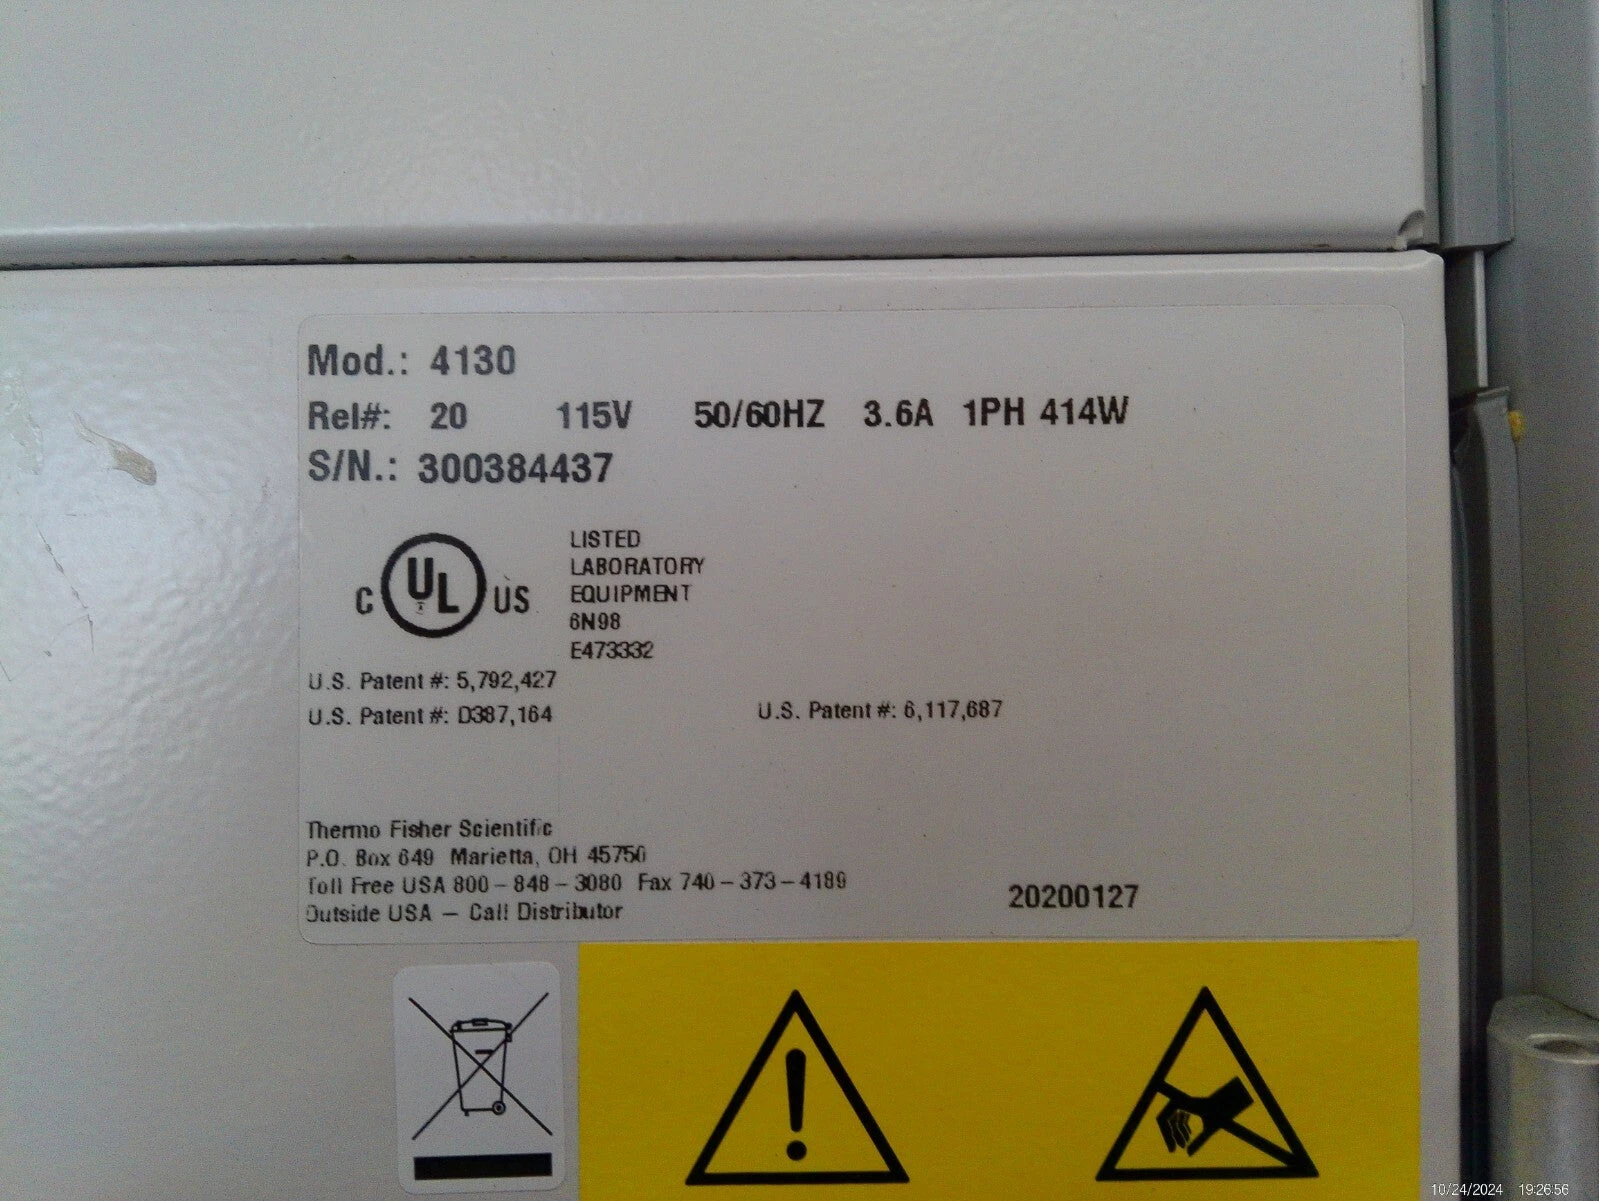 Mod.: 4130
Rel#: 20 115V 50/60HZ 3.6A 1PH 414W
S/N.: 300384437
C UL US
LISTED
LABORATORY
EQUIPMENT
6N98
E473332
U.S. Patent #: 5,792,427
U.S. Patent #: D387,164 U.S. Patent #: 6,117,687
Thermo Fisher Scientific
P.O. Box 649 Marietta, OH 45750
Toll Free USA 800-848-3080 Fax 740-373-4189
Outside USA - Call Distributor
20200127
10/24/2024 19:26:56